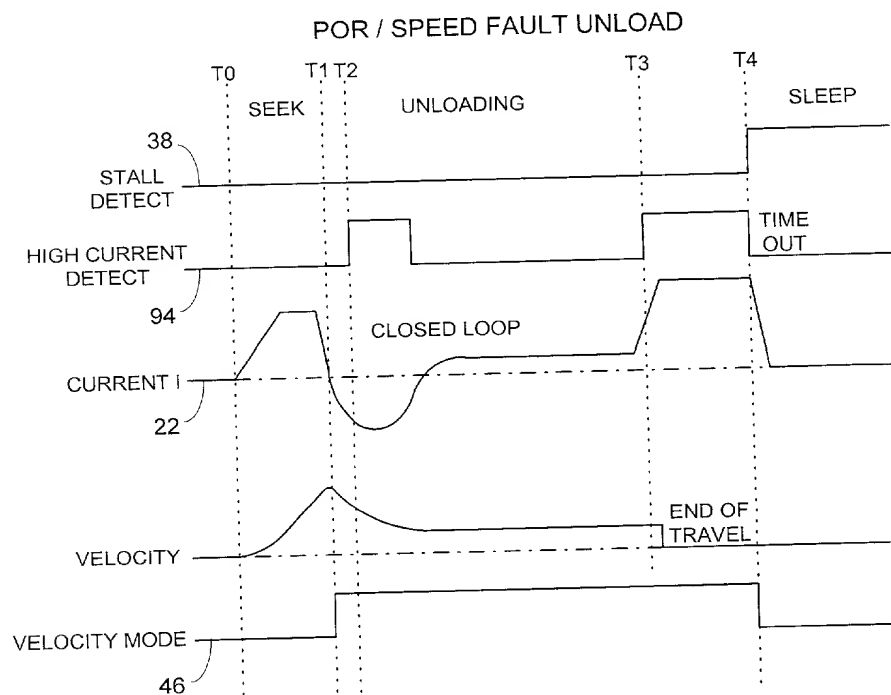 POR / SPEED FAULT UNLOAD
T0
T1
T2
T3
T4
SEEK
UNLOADING
SLEEP
38
STALL
DETECT
HIGH CURRENT
DETECT
TIME
OUT
94
CLOSED LOOP
CURRENT I
22
END OF
TRAVEL
VELOCITY
VELOCITY MODE
46